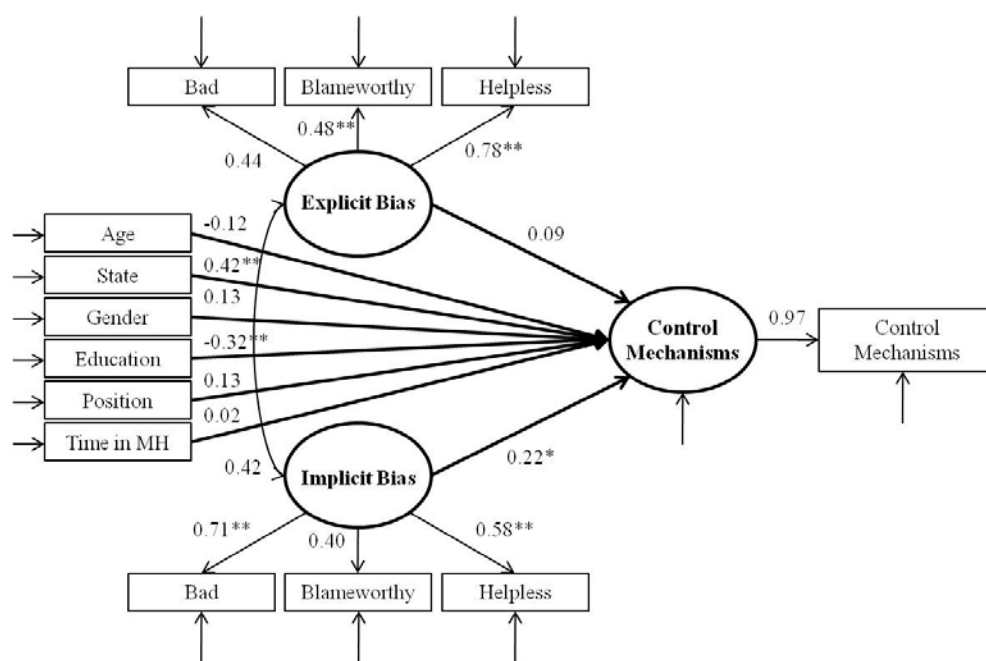 Bad
Blameworthy
Helpless
0.44
0.48**
0.78**
Explicit Bias
Age
-0.12
0.09
State
0.42**
Gender
0.13
Control
Mechanisms
0.97
Control
Mechanisms
Education
-0.32**
Position
0.13
Time in MH
0.02
0.42
Implicit Bias
0.22*
0.71**
0.40
0.58**
Bad
Blameworthy
Helpless